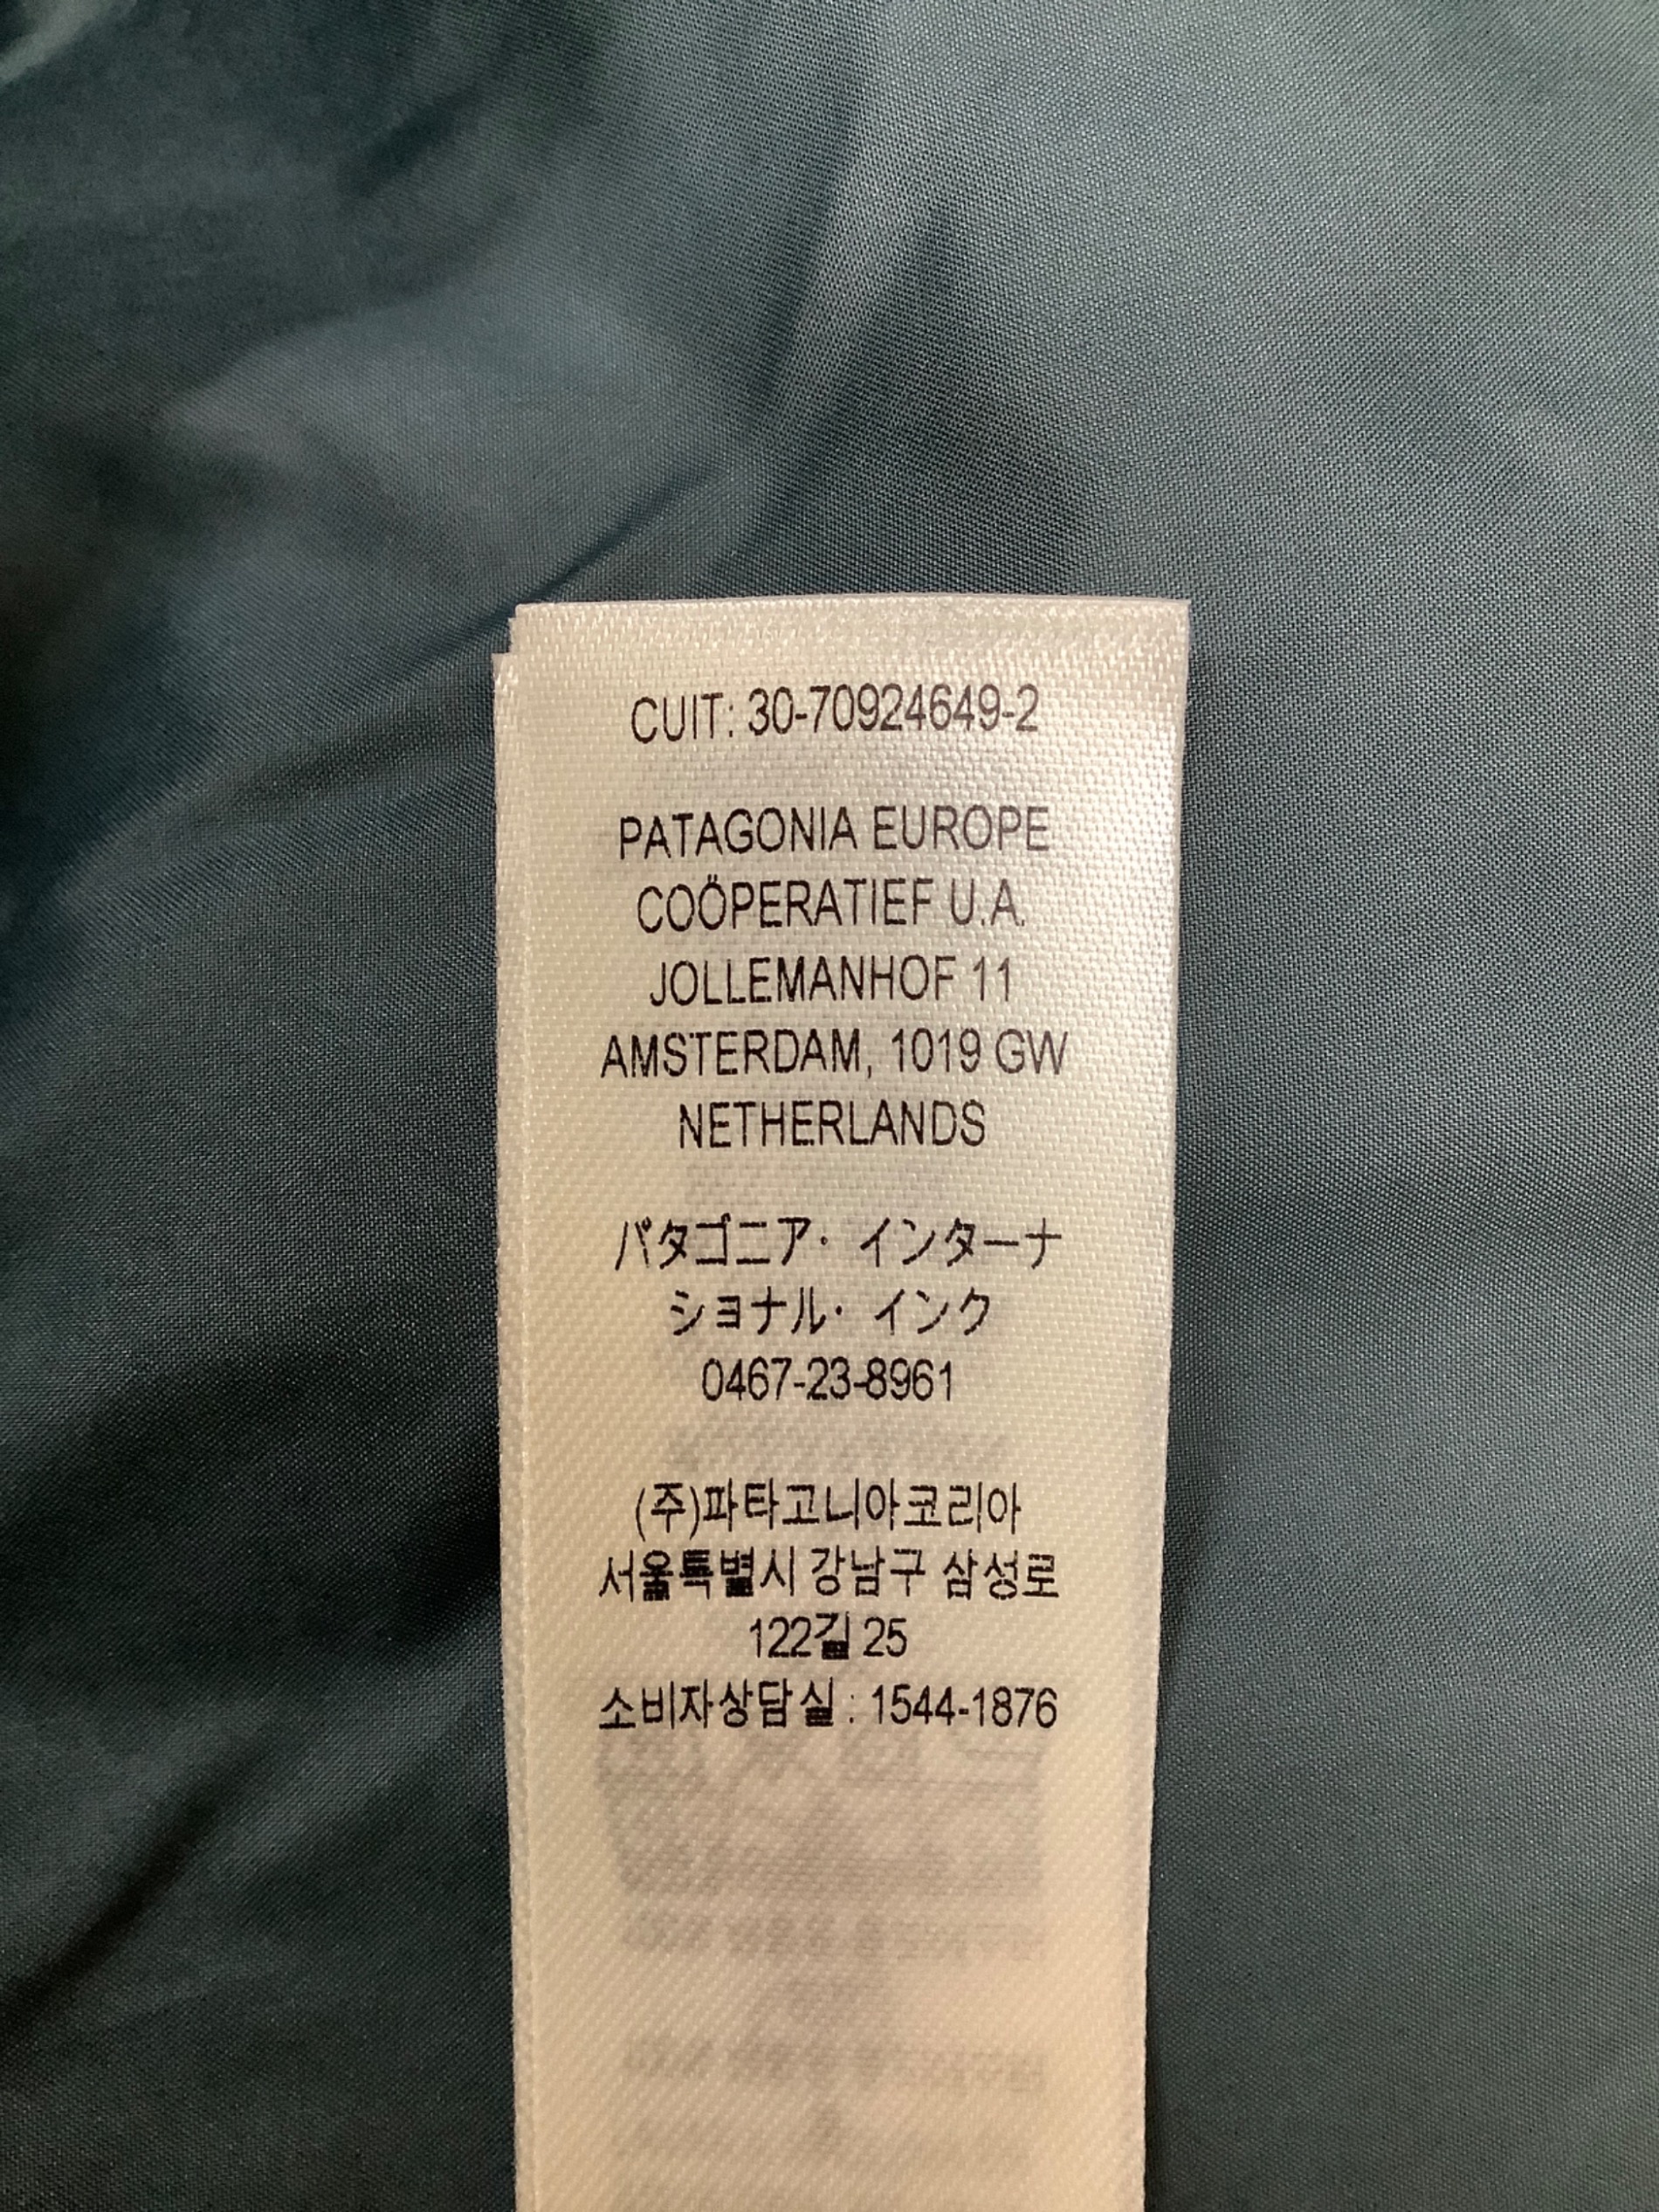 CUIT: 30-70924649-2
PATAGONIA EUROPE
COÖPERATIEF U.A.
JOLLEMANHOF 11
AMSTERDAM, 1019 GW
NETHERLANDS
パタゴニア・インターナ
ショナル・インク
0467-23-8961
(주)파타고니아코리아
서울특별시 강남구 삼성로
122길 25
소비자상담실 : 1544-1876